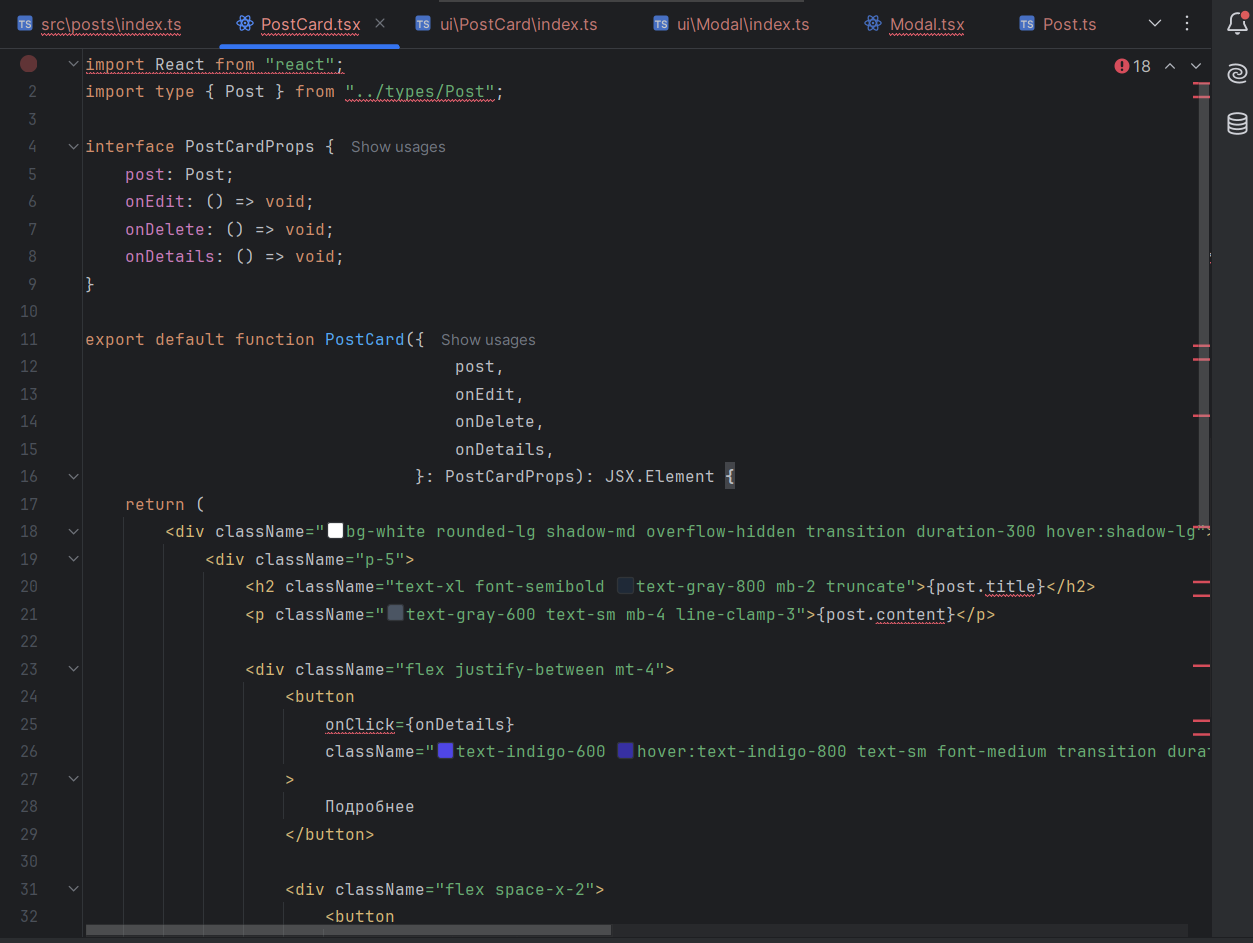 TS src\posts\index.ts PostCard.tsx TS ui\PostCard\index.ts TS ui\Modal\index.ts Modal.tsx TS Post.ts
import React from "react"; 18
2 import type { Post } from "../types/Post";
3
4 interface PostCardProps { Show usages
5 post: Post;
6 onEdit: () => void;
7 onDelete: () => void;
8 onDetails: () => void;
9 }
10
11 export default function PostCard({ Show usages
12 post,
13 onEdit,
14 onDelete,
15 onDetails,
16 }: PostCardProps): JSX.Element {
17 return (
18 <div className="bg-white rounded-lg shadow-md overflow-hidden transition duration-300 hover:shadow-lg">
19 <div className="p-5">
20 <h2 className="text-xl font-semibold text-gray-800 mb-2 truncate">{post.title}</h2>
21 <p className="text-gray-600 text-sm mb-4 line-clamp-3">{post.content}</p>
22
23 <div className="flex justify-between mt-4">
24 <button
25 onClick={onDetails}
26 className="text-indigo-600 hover:text-indigo-800 text-sm font-medium transition durat
27 >
28 Подробнее
29 </button>
30
31 <div className="flex space-x-2">
32 <button